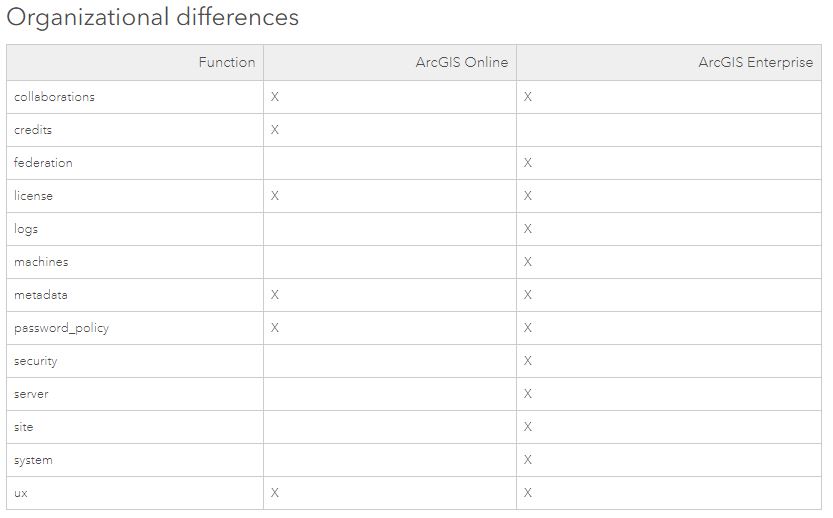 Organizational differences
Function ArcGIS Online ArcGIS Enterprise
collaborations X X
credits X
federation X
license X X
logs X
machines X
metadata X X
password_policy X X
security X
server X
site X
system X
ux X X